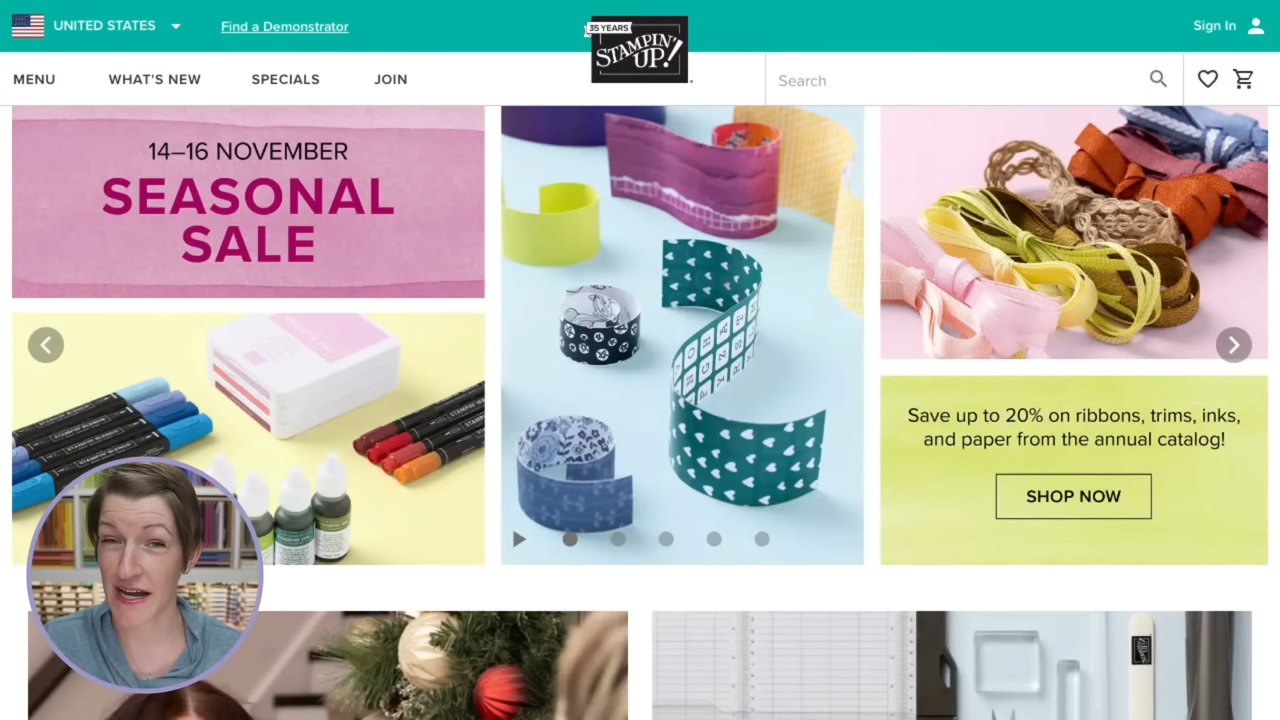 UNITED STATES
Find a Demonstrator
35 YEARS
STAMPIN' UP!
Sign In
MENU
WHAT'S NEW
SPECIALS
JOIN
Search
14–16 NOVEMBER
SEASONAL
SALE
Save up to 20% on ribbons, trims, inks,
and paper from the annual catalog!
SHOP NOW